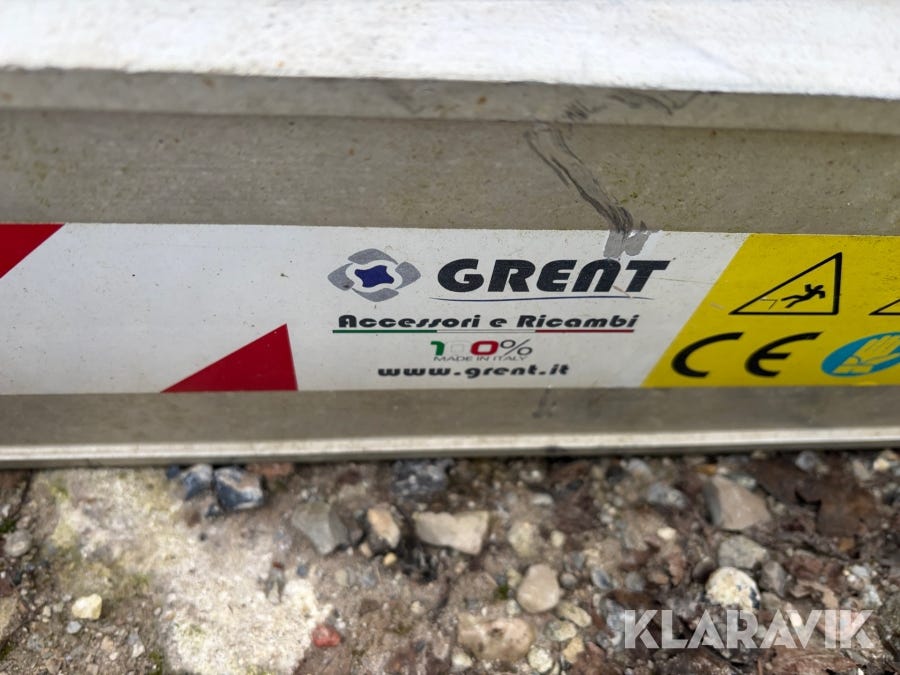 GRENT
Accessori e Ricambi
100%
MADE IN ITALY
www.grent.it
CE
KLARAVIK